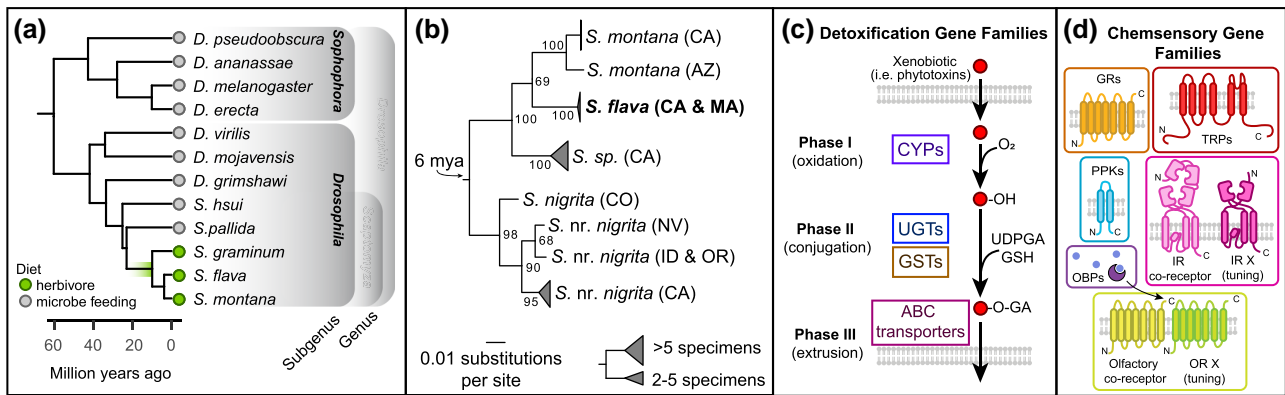 (a)
D. pseudoobscura
D. ananassae
D. melanogaster
D. erecta
D. virilis
D. mojavensis
D. grimshawi
S. hsui
S.pallida
S. graminum
S. flava
S. montana
Sophophora
Drosophila
Drosophila
Scaptomyza
Subgenus
Genus
Diet
herbivore
microbe feeding
60 40 20 0
Million years ago
(b)
S. montana (CA)
100
S. montana (AZ)
69
S. flava (CA & MA)
100
100
S. sp. (CA)
100
6 mya
S. nigrita (CO)
98
S. nr. nigrita (NV)
68
S. nr. nigrita (ID & OR)
90
S. nr. nigrita (CA)
95
0.01 substitutions
per site
>5 specimens
2-5 specimens
(c) Detoxification Gene Families
Xenobiotic
(i.e. phytotoxins)
Phase I
(oxidation)
CYPs
O₂
-OH
Phase II
(conjugation)
UGTs
GSTs
UDPGA
GSH
ABC
transporters
-O-GA
Phase III
(extrusion)
(d) Chemsensory Gene
Families
GRs
C
N
TRPs
N
C
PPKs
N
C
N
N
IR
co-receptor
C
IR X
(tuning)
C
OBPs
C
C
N
N
Olfactory
co-receptor
OR X
(tuning)